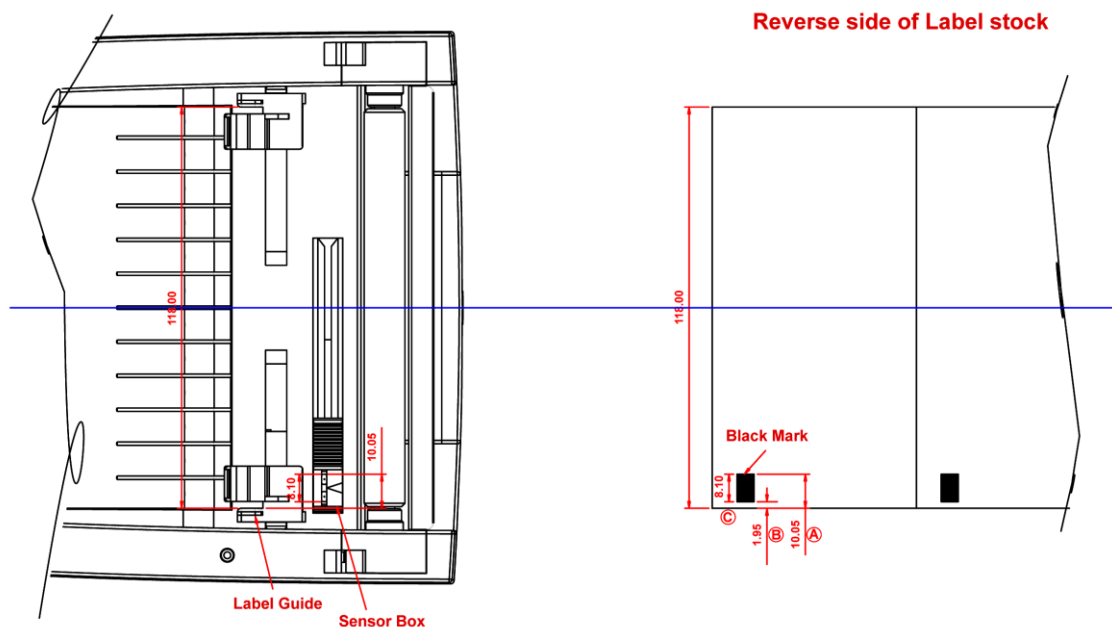 Reverse side of Label stock
118.00
10.05
8.10
Label Guide
Sensor Box
118.00
Black Mark
8.10
C
1.95
B
10.05
A